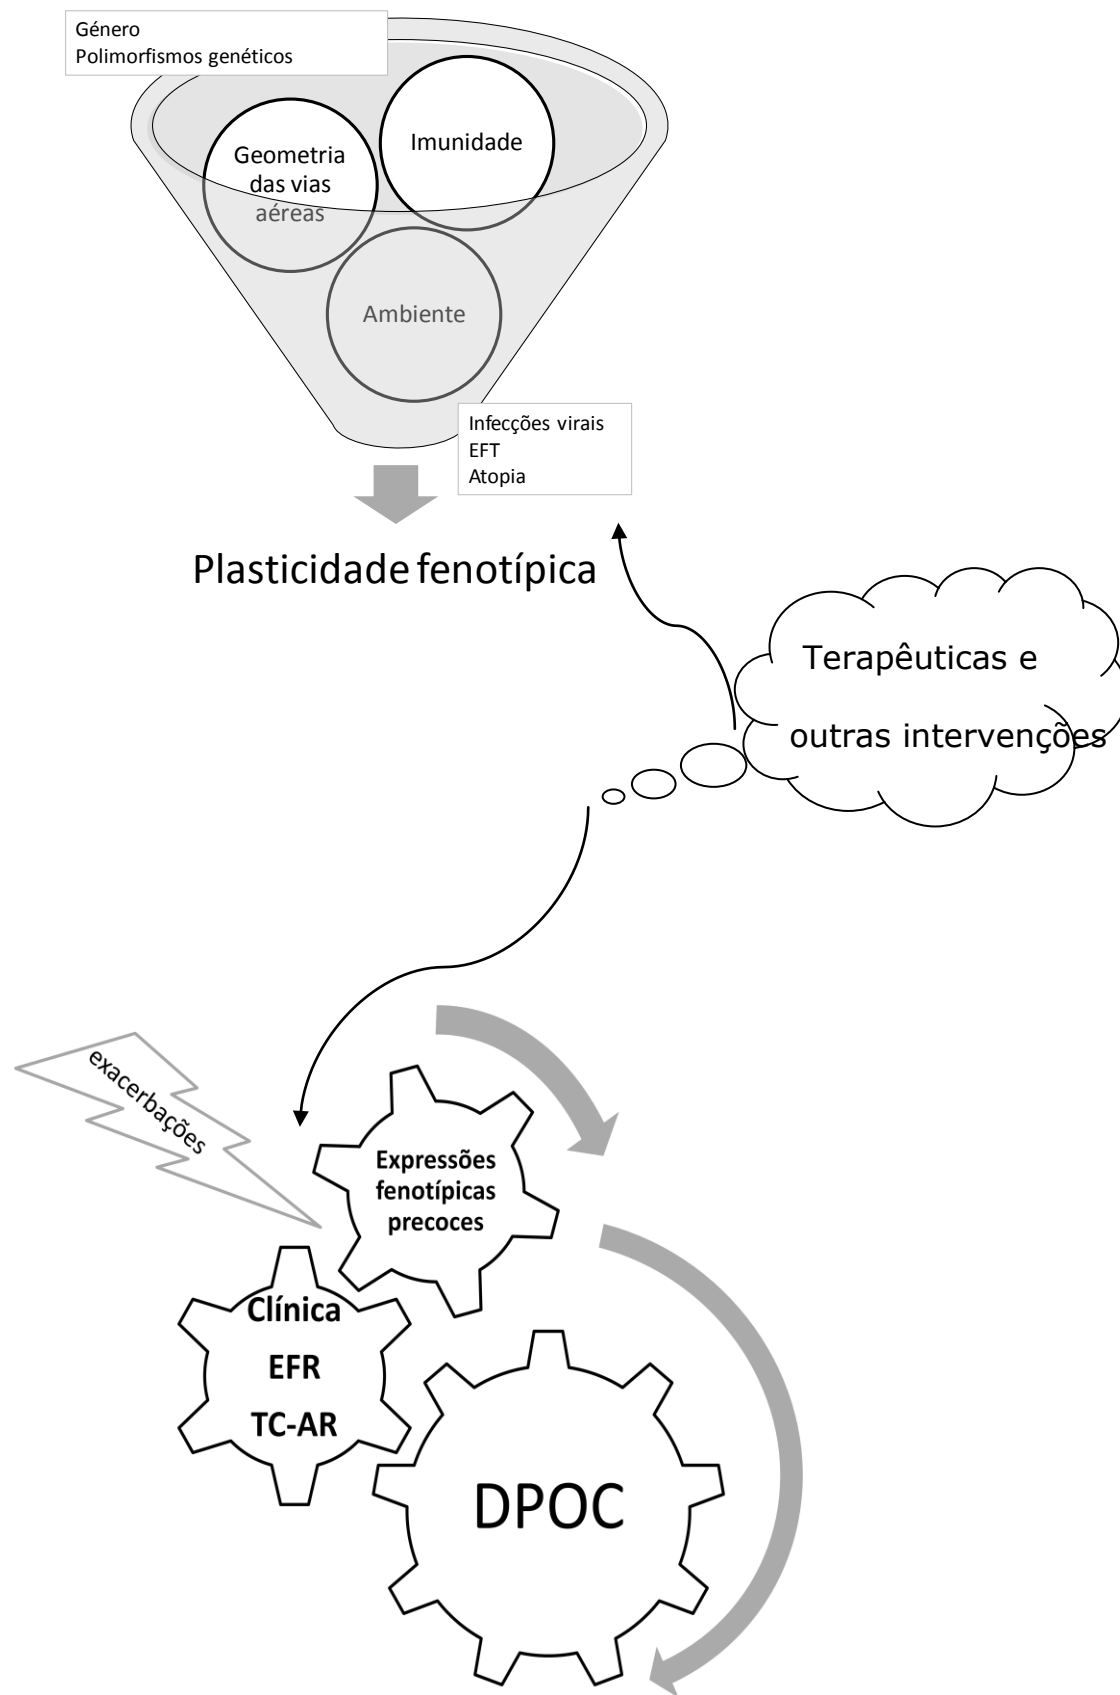 Género
Polimorfismos genéticos
Imunidade
Geometria
das vias
aéreas
Ambiente
Infecções virais
EFT
Atopia
Plasticidade fenotípica
Terapêuticas e
outras intervenções
exacerbações
Expressões
fenotípicas
precoces
Clínica
EFR
TC-AR
DPOC